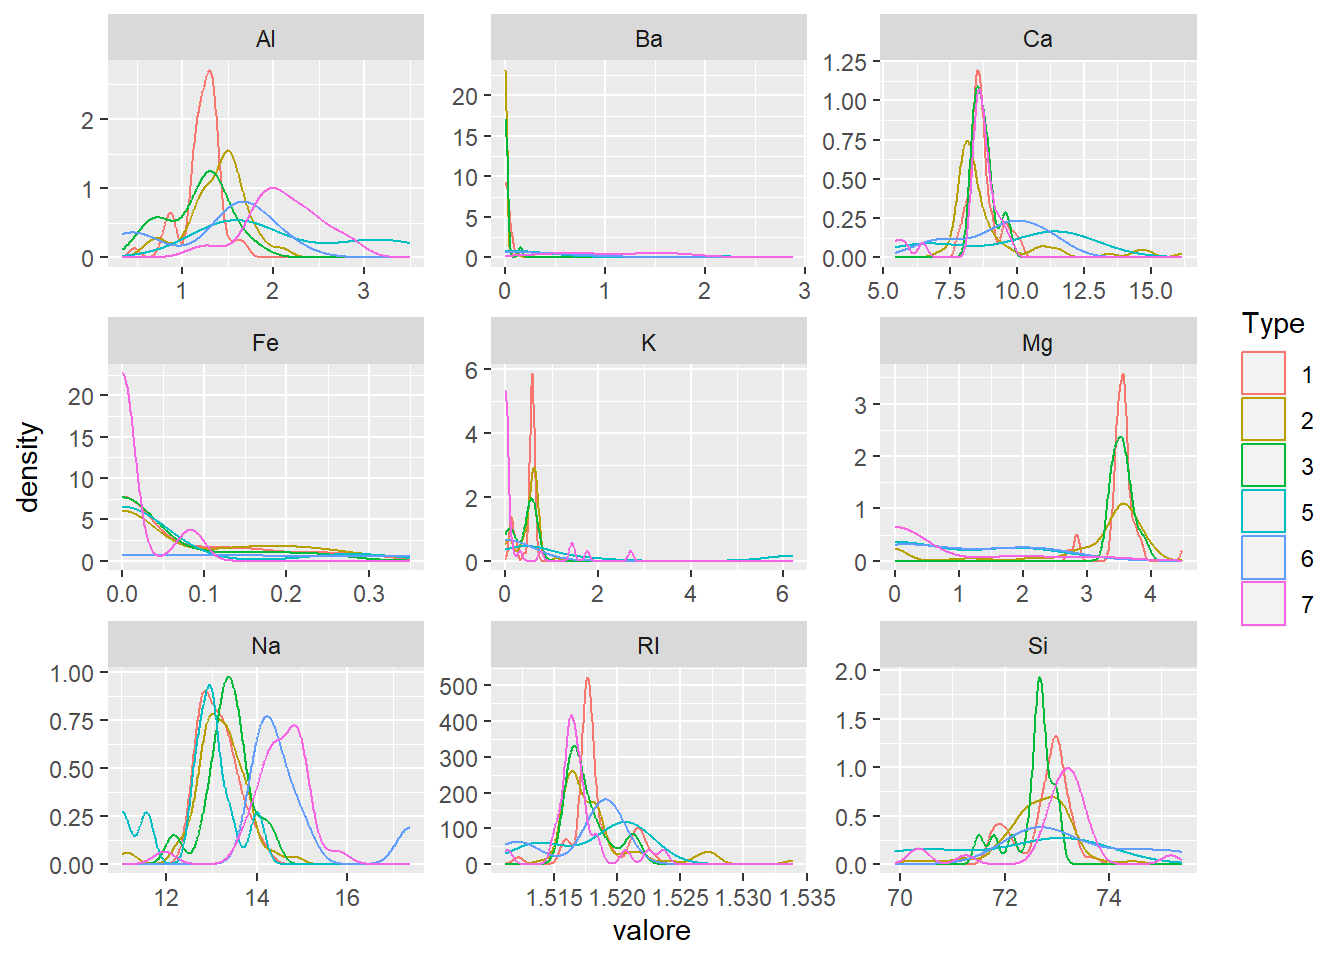 Al
Ba
Ca
2
1
0
20
15
10
5
0
1.25
1.00
0.75
0.50
0.25
0.00
1 2 3
0 1 2 3
5.0 7.5 10.0 12.5 15.0
Fe
K
Mg
20
15
10
5
0
6
4
2
0
3
2
1
0
0.0 0.1 0.2 0.3
0 2 4 6
0 1 2 3 4
Na
RI
Si
1.00
0.75
0.50
0.25
0.00
500
400
300
200
100
0
2.0
1.5
1.0
0.5
0.0
12 14 16
1.515 1.520 1.525 1.530 1.535
70 72 74
density
valore
Type
1
2
3
5
6
7